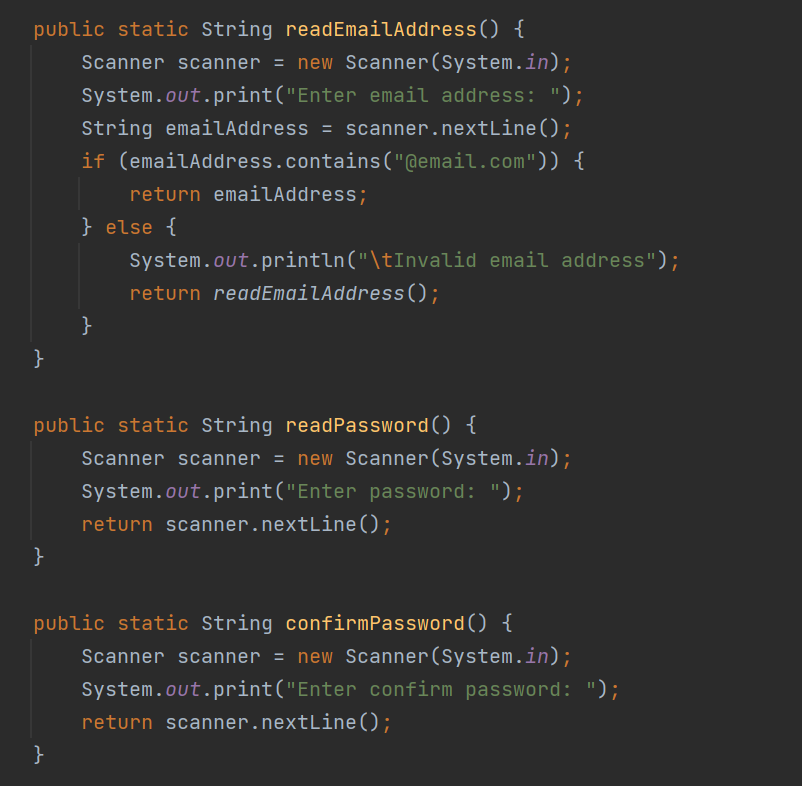 public static String readEmailAddress() {
    Scanner scanner = new Scanner(System.in);
    System.out.print("Enter email address: ");
    String emailAddress = scanner.nextLine();
    if (emailAddress.contains("@email.com")) {
        return emailAddress;
    } else {
        System.out.println("\tInvalid email address");
        return readEmailAddress();
    }
}

public static String readPassword() {
    Scanner scanner = new Scanner(System.in);
    System.out.print("Enter password: ");
    return scanner.nextLine();
}

public static String confirmPassword() {
    Scanner scanner = new Scanner(System.in);
    System.out.print("Enter confirm password: ");
    return scanner.nextLine();
}